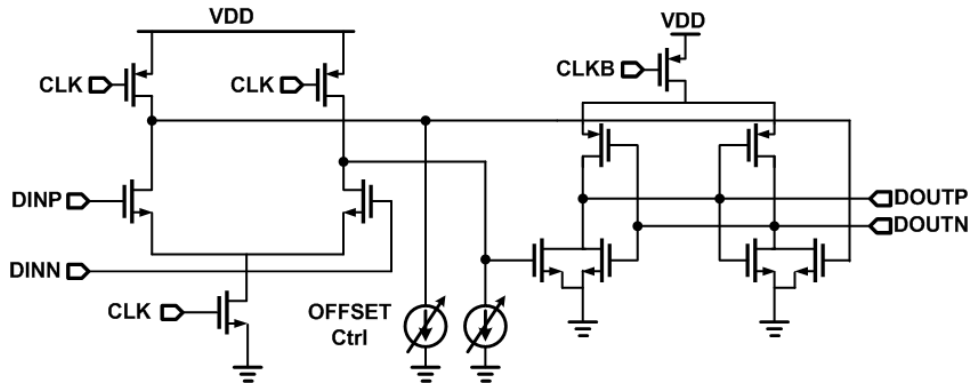 VDD
VDD
CLK
CLK
CLKB
DINP
DOUTP
DOUTN
DINN
CLK
OFFSET
Ctrl